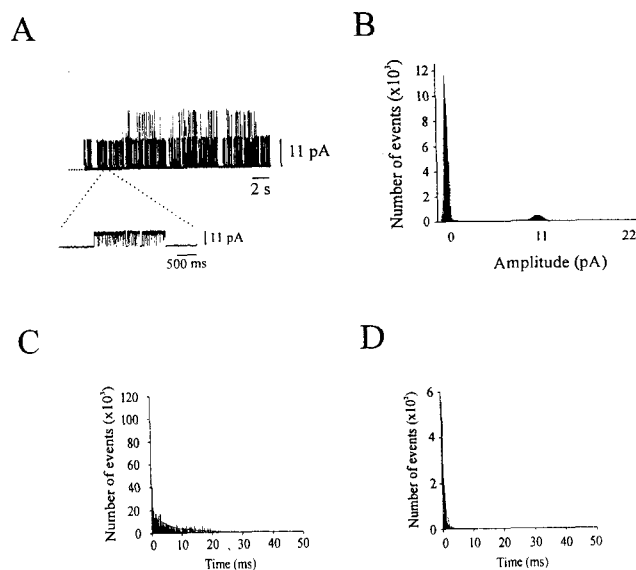 A
11 pA
2 s
11 pA
500 ms
B
Number of events (x10³)
12
10
8
6
4
2
0
0 11 22
Amplitude (pA)
C
Number of events (x10³)
120
100
80
60
40
20
0
0 10 20 30 40 50
Time (ms)
D
Number of events (x10³)
6
4
2
0
0 10 20 30 40 50
Time (ms)